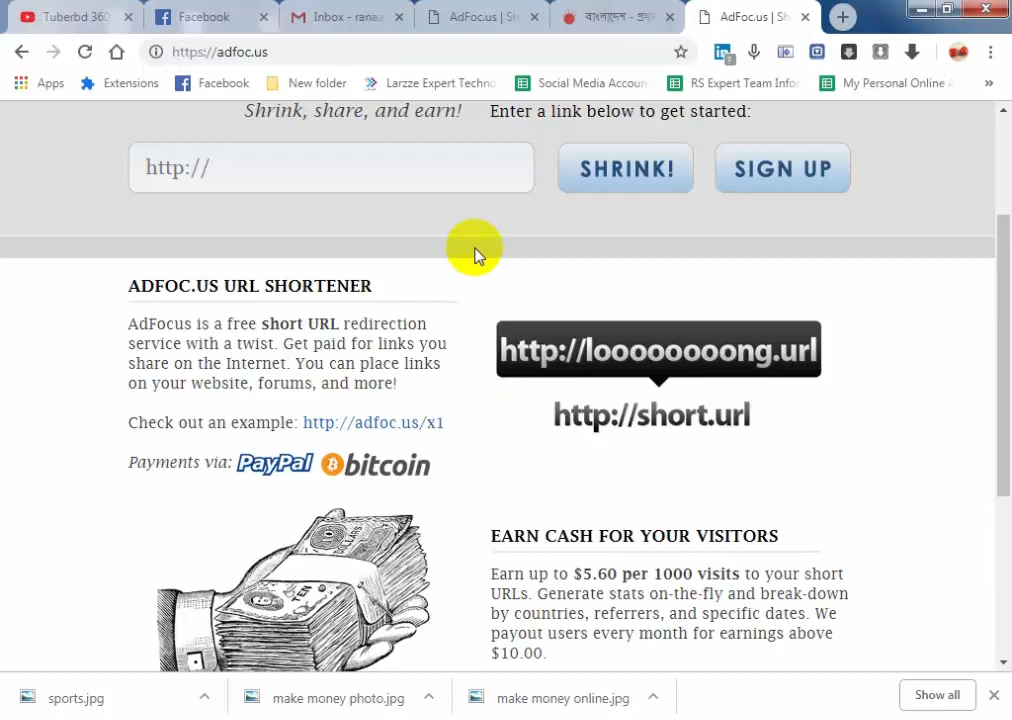 Tuberbd 360
Facebook
Inbox - ranaa
AdFoc.us | Sh
বাংলাদেশ - প্রথম
AdFoc.us | Sh
https://adfoc.us
Apps
Extensions
Facebook
New folder
Larzze Expert Techno
Social Media Accoun
RS Expert Team Infor
My Personal Online A
Shrink, share, and earn!
Enter a link below to get started:
http://
SHRINK!
SIGN UP
ADFOC.US URL SHORTENER
AdFocus is a free short URL redirection
service with a twist. Get paid for links you
share on the Internet. You can place links
on your website, forums, and more!
Check out an example: http://adfoc.us/x1
Payments via: PayPal bitcoin
http://loooooooong.url
http://short.url
EARN CASH FOR YOUR VISITORS
Earn up to $5.60 per 1000 visits to your short
URLs. Generate stats on-the-fly and break-down
by countries, referrers, and specific dates. We
payout users every month for earnings above
$10.00.
sports.jpg
make money photo.jpg
make money online.jpg
Show all